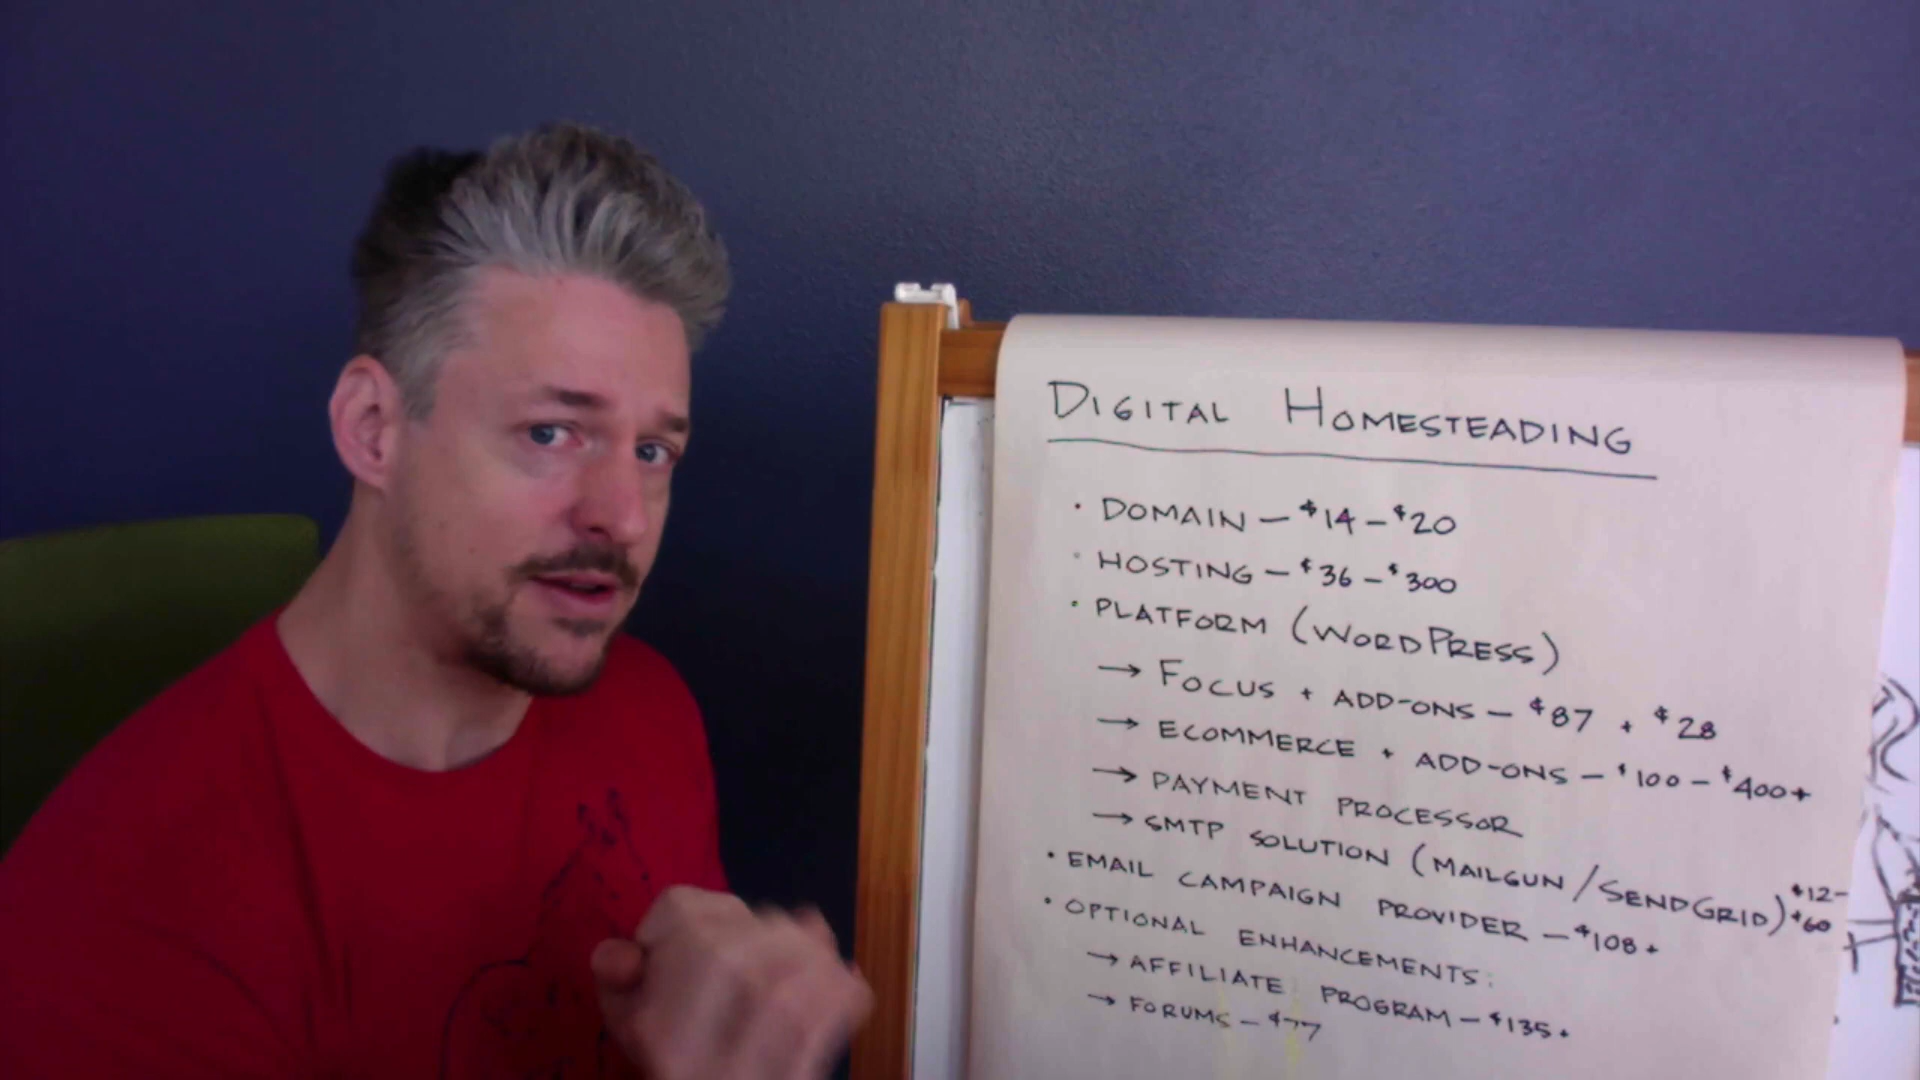 DIGITAL HOMESTEADING
· DOMAIN – $14 – $20
· HOSTING – $36 – $300
· PLATFORM (WORDPRESS)
→ FOCUS + ADD-ONS – $87 + $28
→ ECOMMERCE + ADD-ONS – $100 – $400+
→ PAYMENT PROCESSOR
→ SMTP SOLUTION (MAILGUN/SENDGRID) $12–
$60
· EMAIL CAMPAIGN PROVIDER – $108+
· OPTIONAL ENHANCEMENTS:
→ AFFILIATE PROGRAM – $135+
→ FORUMS – $77